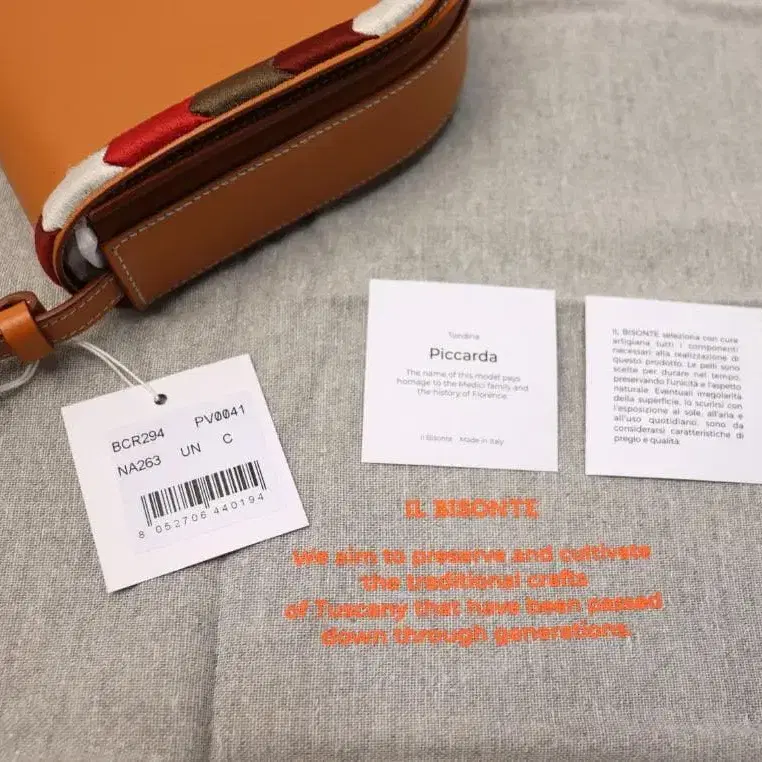 BCR294 PV0041
NA263 UN C
8 052706 440194
Tondina
Piccarda
The name of this model pays
homage to the Medici family and
the history of Florence.
Il Bisonte - Made in Italy
IL BISONTE seleziona con cura
artigiana tutti i componenti
necessari alla realizzazione di
questo prodotto. Le pelli sono
scelte per durare nel tempo,
preservando l'unicità e l'aspetto
naturale. Eventuali irregolarità
della superficie, lo scurirsi con
l'esposizione al sole, all'aria e
all'uso quotidiano, sono da
considerarsi caratteristiche di
pregio e qualità.
IL BISONTE
We aim to preserve and cultivate
the traditional crafts
of Tuscany that have been passed
down through generations.